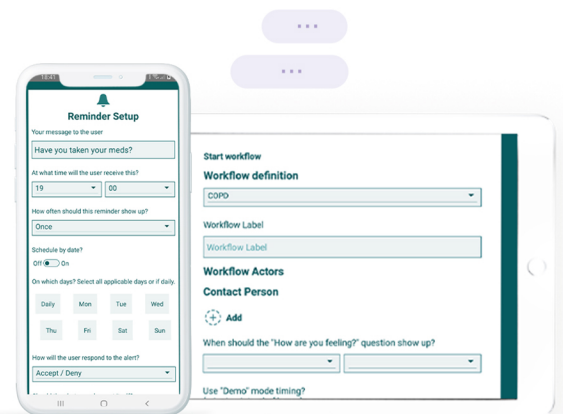 18:41
Reminder Setup
Your message to the user
Have you taken your meds?
At what time will the user receive this?
19 00
How often should this reminder show up?
Once
Schedule by date?
Off On
On which days? Select all applicable days or if daily.
Daily Mon Tue Wed
Thu Fri Sat Sun
How will the user respond to the alert?
Accept / Deny
Start workflow
Workflow definition
COPD
Workflow Label
Workflow Label
Workflow Actors
Contact Person
Add
When should the "How are you feeling?" question show up?
Use "Demo" mode timing?